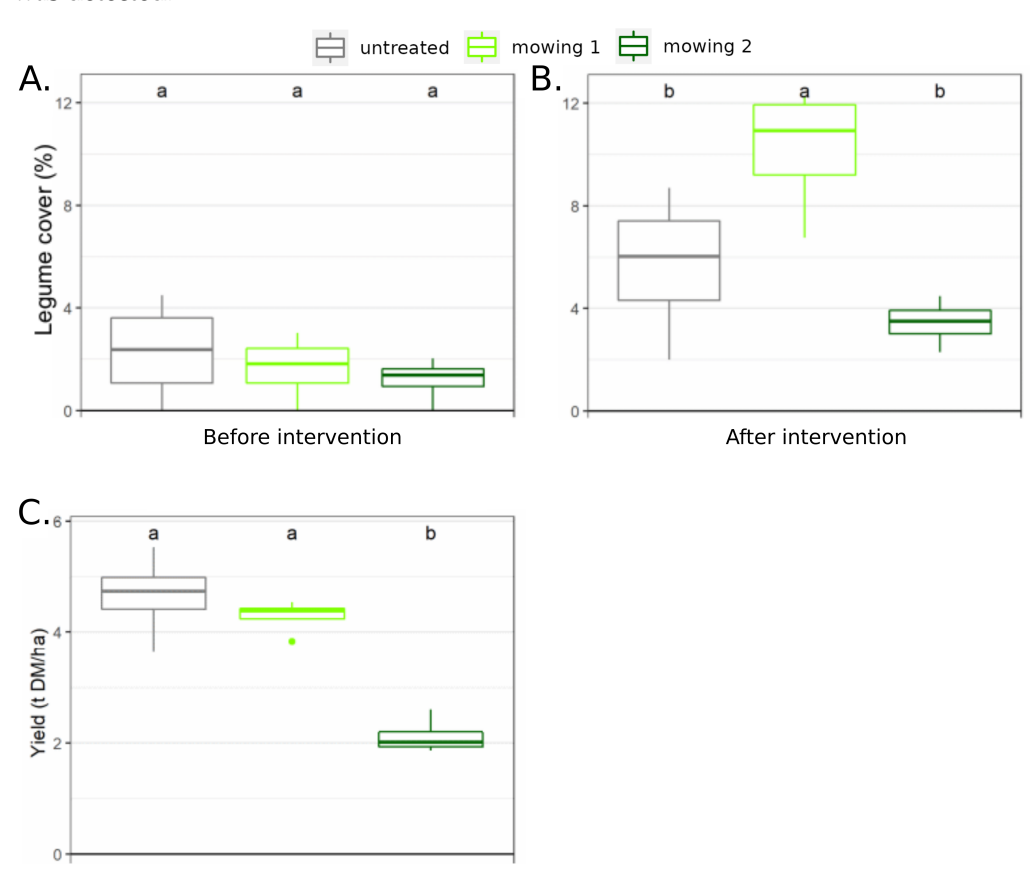 untreated mowing 1 mowing 2
A.
a a a
12
8
4
0
Legume cover (%)
Before intervention
B.
b a b
12
8
4
0
After intervention
C.
a a b
6
4
2
0
Yield (t DM/ha)